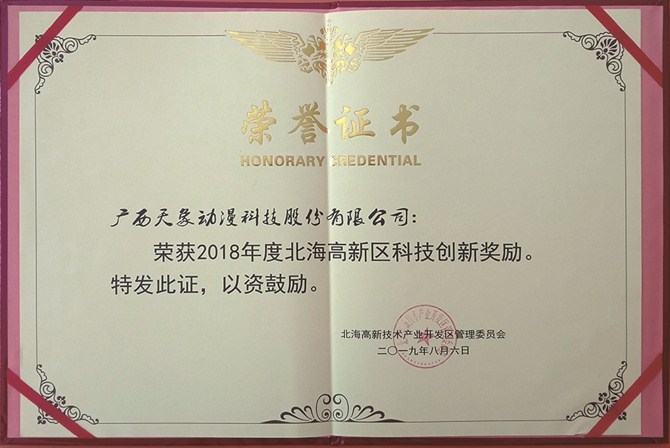 荣誉证书
HONORARY CREDENTIAL
广西天象动漫科技股份有限公司：
荣获2018年度北海高新区科技创新奖励。
特发此证，以资鼓励。
北海高新技术产业开发区管理委员会
二〇一九年八月六日